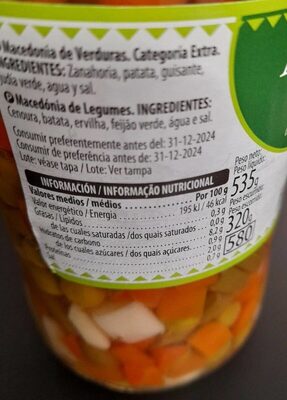 Macedonia de Verduras. Categoria Extra.
INGREDIENTES: Zanahoria, patata, guisante,
judía verde, agua y sal.
P Macedónia de Legumes. INGREDIENTES:
Cenoura, batata, ervilha, feijão verde, água e sal.
Consumir preferentemente antes del: 31-12-2024
Consumir de preferência antes de: 31-12-2024
Lote: véase tapa / Lote: Ver tampa
INFORMACIÓN / INFORMAÇÃO NUTRICIONAL
Valores medios / médios Por 100 g
Valor energético / Energia 195 kJ / 46 kcal
Grasas / Lípidos 0,3 g
de las cuales saturadas / dos quais saturados 0,0 g
Hidratos de carbono 8,2 g
de los cuales azúcares / dos quais açúcares 2,9 g
Proteínas
Sal 0,7 g
Peso neto:
Peso líquido:
535g
Peso escurrido:
320g
580